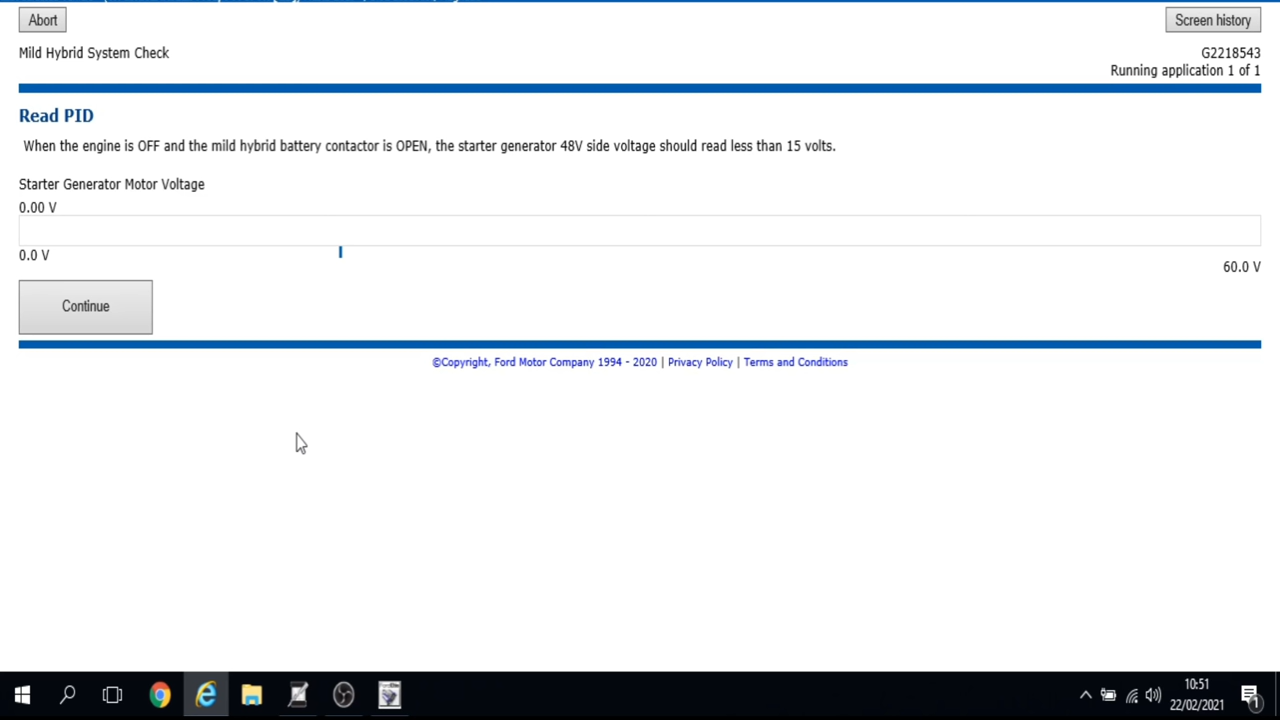 Abort
Screen history
Mild Hybrid System Check
G2218543
Running application 1 of 1
Read PID
When the engine is OFF and the mild hybrid battery contactor is OPEN, the starter generator 48V side voltage should read less than 15 volts.
Starter Generator Motor Voltage
0.00 V
0.0 V
60.0 V
Continue
©Copyright, Ford Motor Company 1994 - 2020 | Privacy Policy | Terms and Conditions
10:51
22/02/2021
1